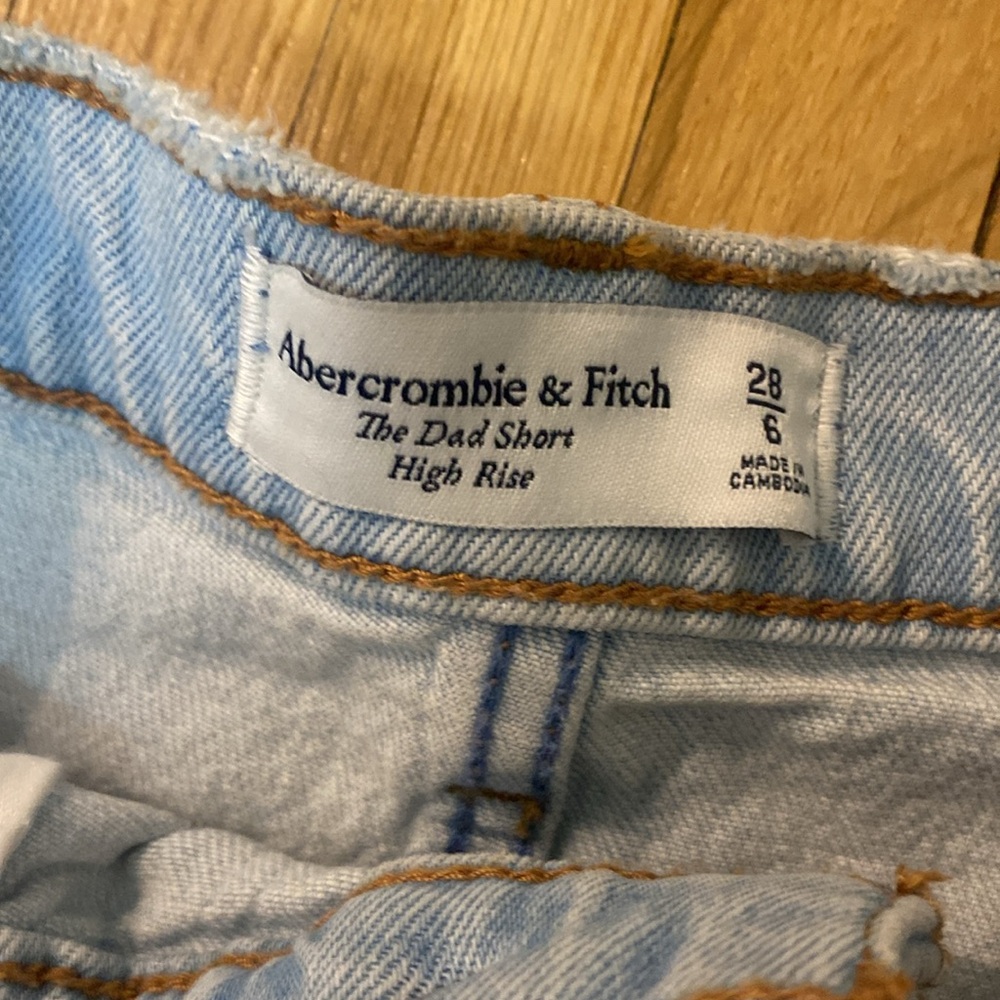 Abercrombie & Fitch
The Dad Short
High Rise
28
6
MADE IN
CAMBODIA